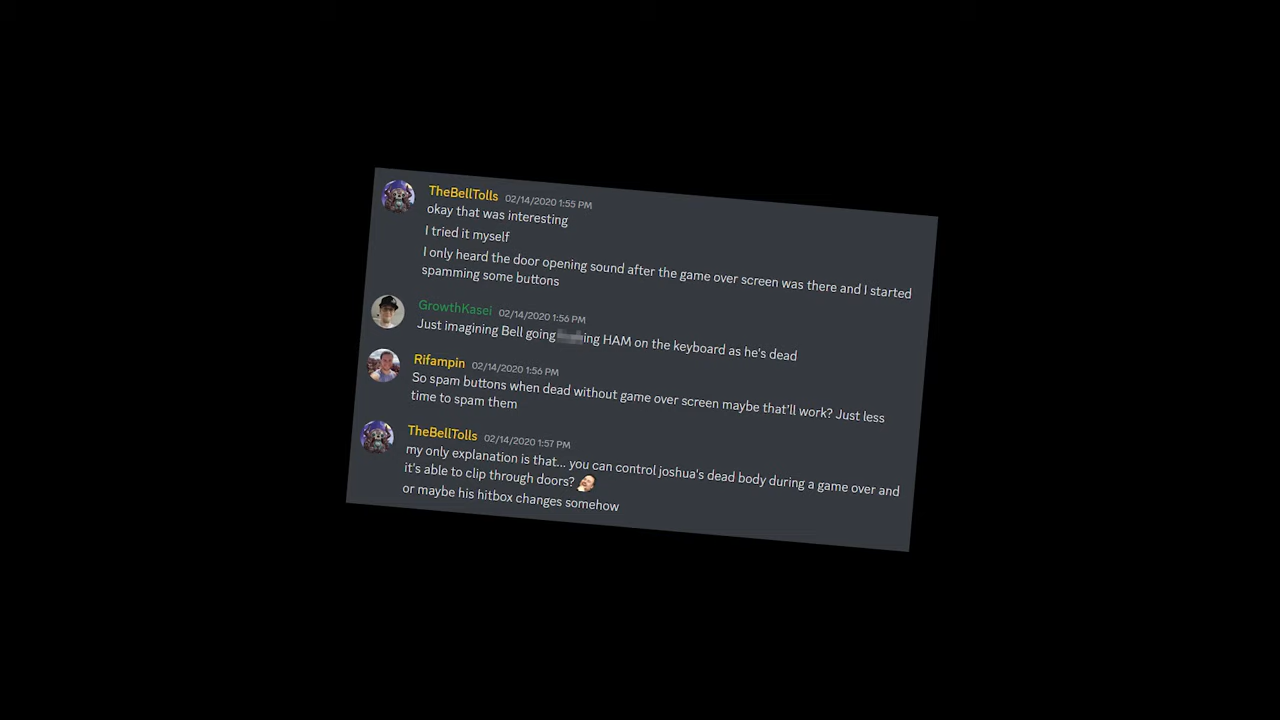 TheBellTolls 02/14/2020 1:55 PM
okay that was interesting
I tried it myself
I only heard the door opening sound after the game over screen was there and I started
spamming some buttons
GrowthKasei 02/14/2020 1:56 PM
Just imagining Bell going ing HAM on the keyboard as he's dead
Rifampin 02/14/2020 1:56 PM
So spam buttons when dead without game over screen maybe that'll work? Just less
time to spam them
TheBellTolls 02/14/2020 1:57 PM
my only explanation is that... you can control joshua's dead body during a game over and
it's able to clip through doors?
or maybe his hitbox changes somehow